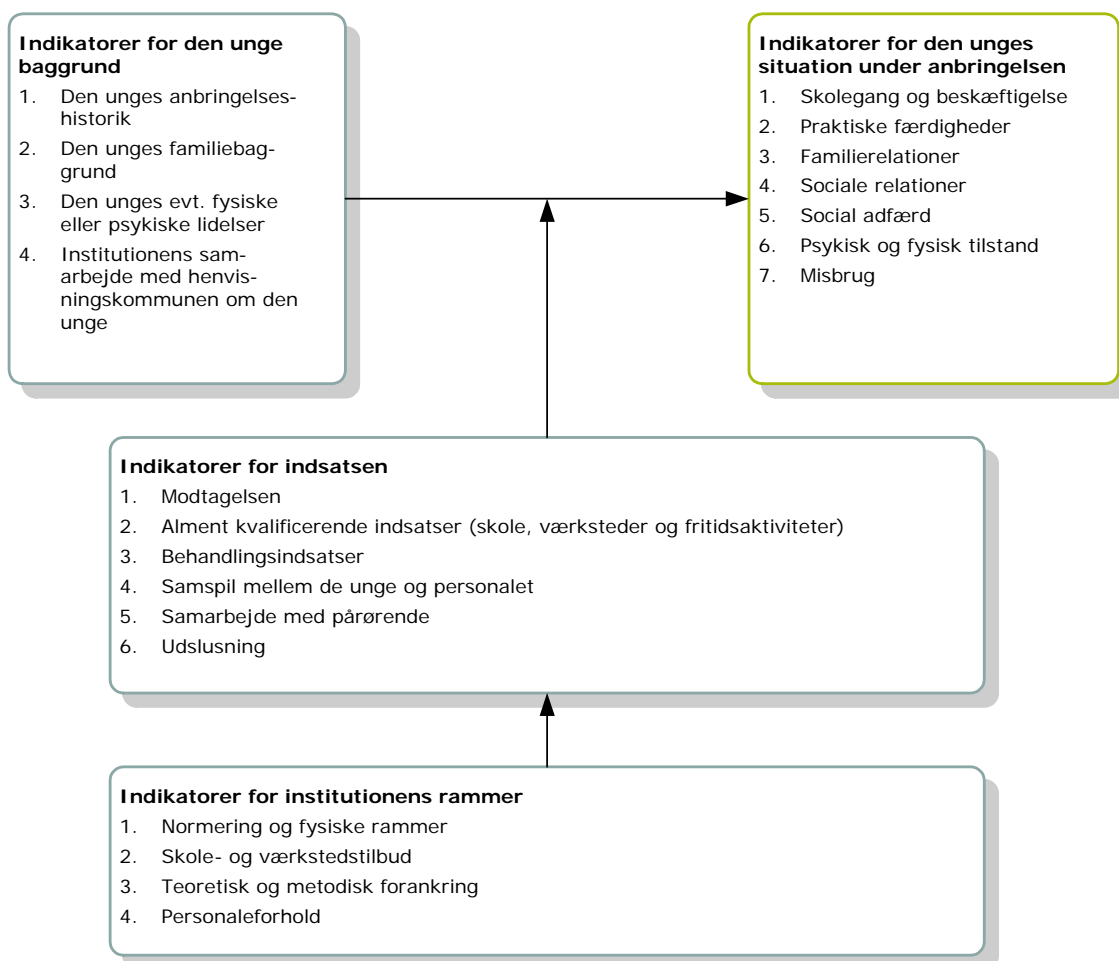 Indikatorer for den unge
baggrund
1. Den unges anbringelses-
historik
2. Den unges familiebag-
grund
3. Den unges evt. fysiske
eller psykiske lidelser
4. Institutionens sam-
arbejde med henvis-
ningskommunen om den
unge
Indikatorer for den unges
situation under anbringelsen
1. Skolegang og beskæftigelse
2. Praktiske færdigheder
3. Familierelationer
4. Sociale relationer
5. Social adfærd
6. Psykisk og fysisk tilstand
7. Misbrug
Indikatorer for indsatsen
1. Modtagelsen
2. Alment kvalificerende indsatser (skole, værksteder og fritidsaktiviteter)
3. Behandlingsindsatser
4. Samspil mellem de unge og personalet
5. Samarbejde med pårørende
6. Udslusning
Indikatorer for institutionens rammer
1. Normering og fysiske rammer
2. Skole- og værkstedstilbud
3. Teoretisk og metodisk forankring
4. Personaleforhold